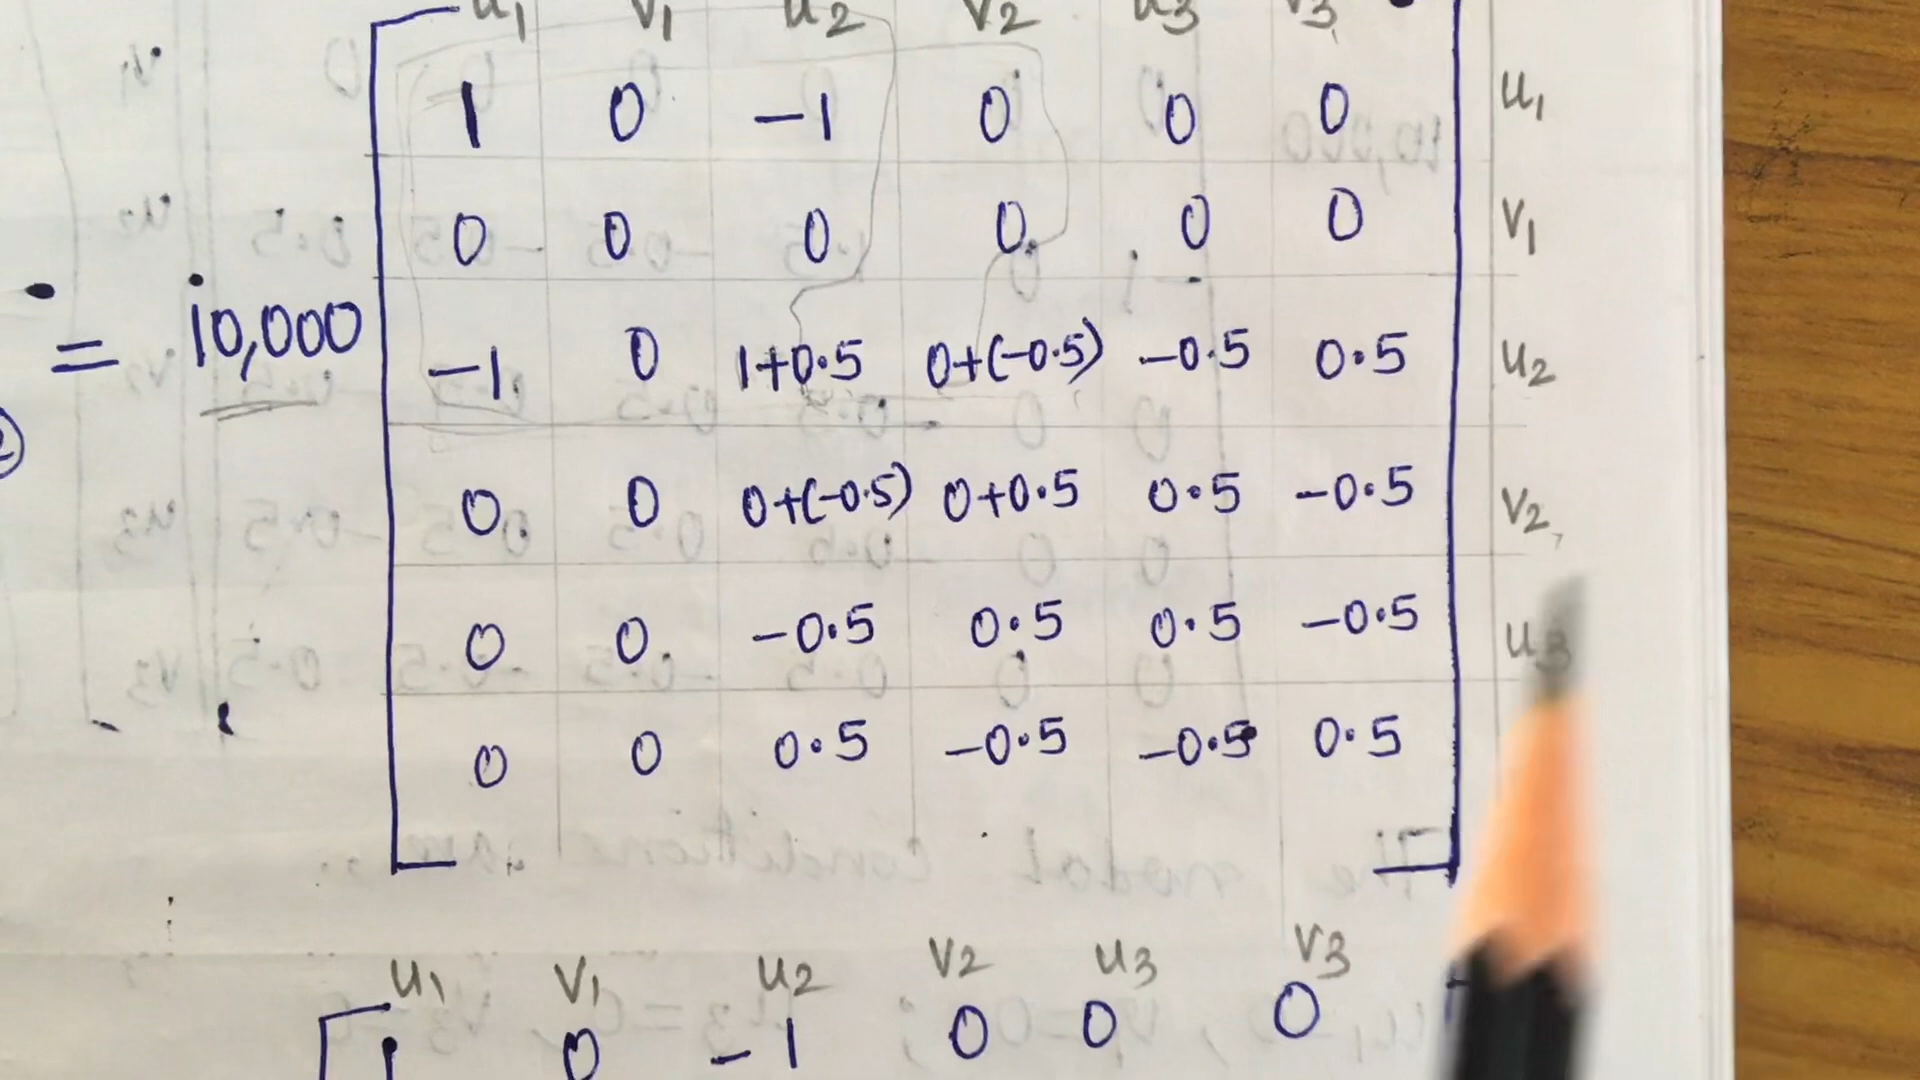 u1 v1 u2 v2 u3 v3
1 0 -1 0 0 0 u1
0 0 0 0 0 0 v1
= 10,000 -1 0 1+0.5 0+(-0.5) -0.5 0.5 u2
0 0 0+(-0.5) 0+0.5 0.5 -0.5 v2
0 0 -0.5 0.5 0.5 -0.5 u3
0 0 0.5 -0.5 -0.5 0.5
u1 v1 u2 v2 u3 v3
1 0 -1 0 0 0